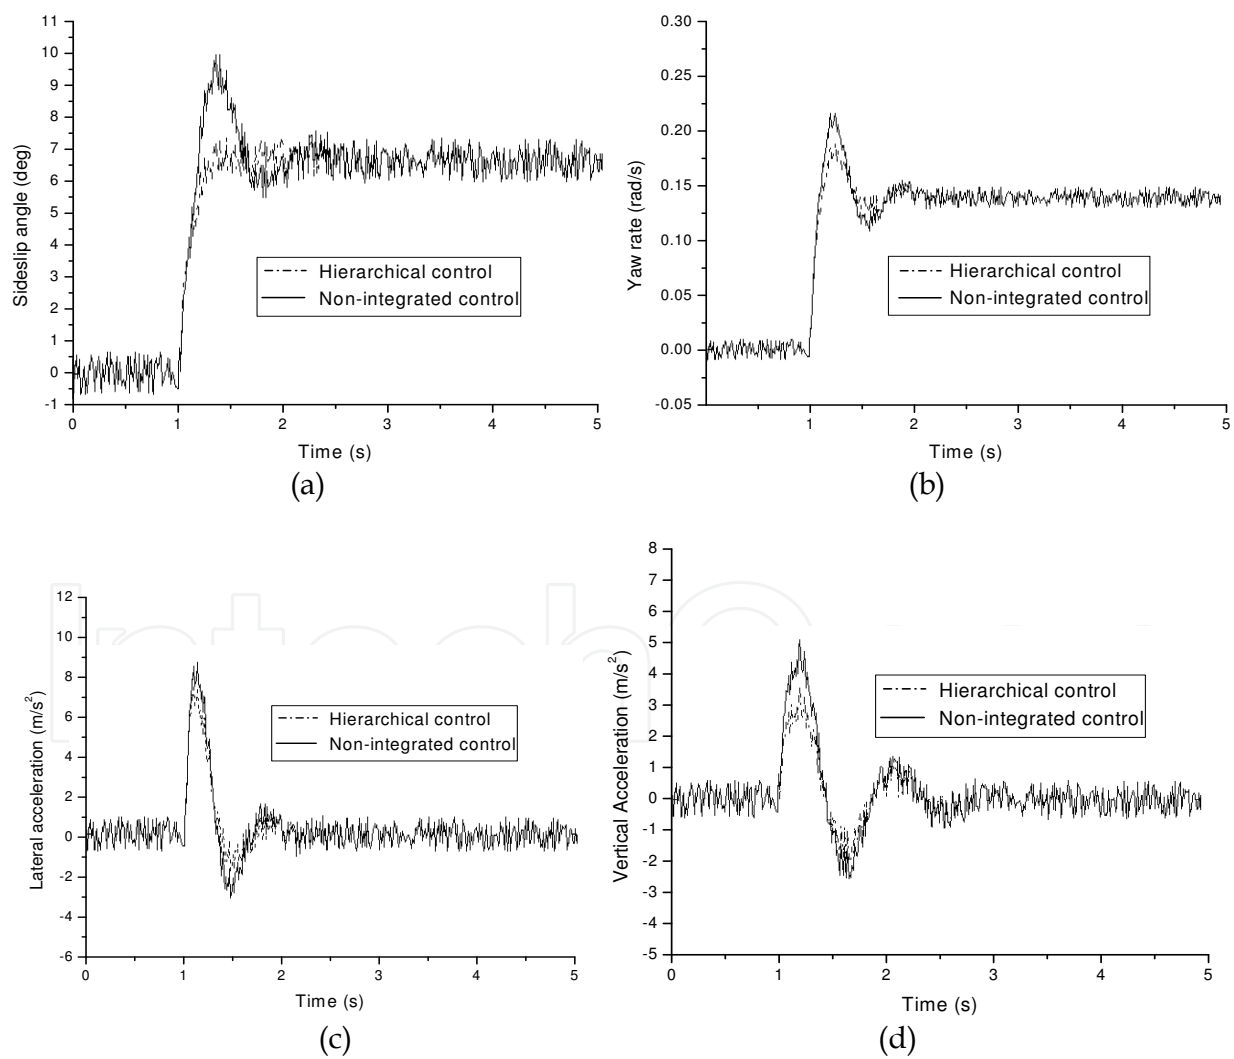 11
10
9
8
7
6
5
4
3
2
1
0
-1
Sideslip angle (deg)
Hierarchical control
Non-integrated control
0 1 2 3 4 5
Time (s)
(a)
0.30
0.25
0.20
0.15
0.10
0.05
0.00
-0.05
Yaw rate (rad/s)
Hierarchical control
Non-integrated control
0 1 2 3 4 5
Time (s)
(b)
12
10
8
6
4
2
0
-2
-4
-6
Lateral acceleration (m/s²)
Hierarchical control
Non-integrated control
0 1 2 3 4 5
Time (s)
(c)
8
7
6
5
4
3
2
1
0
-1
-2
-3
-4
-5
Vertical Acceleration (m/s²)
Hierarchical control
Non-integrated control
0 1 2 3 4 5
Time (s)
(d)